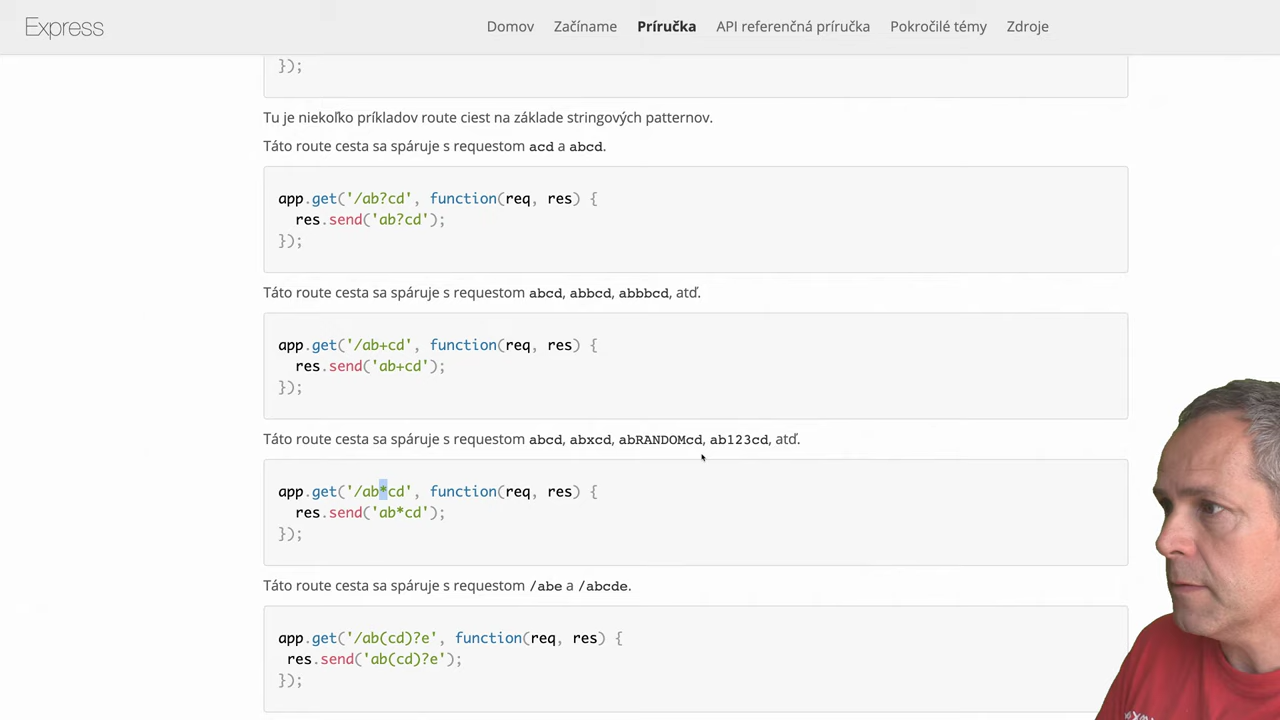 Express
Domov Začíname Príručka API referenčná príručka Pokročilé témy Zdroje
});
Tu je niekoľko príkladov route ciest na základe stringových patternov.
Táto route cesta sa spáruje s requestom acd a abcd.
app.get('/ab?cd', function(req, res) {
res.send('ab?cd');
});
Táto route cesta sa spáruje s requestom abcd, abbcd, abbbcd, atď.
app.get('/ab+cd', function(req, res) {
res.send('ab+cd');
});
Táto route cesta sa spáruje s requestom abcd, abxcd, abRANDOMcd, ab123cd, atď.
app.get('/ab*cd', function(req, res) {
res.send('ab*cd');
});
Táto route cesta sa spáruje s requestom /abe a /abcde.
app.get('/ab(cd)?e', function(req, res) {
res.send('ab(cd)?e');
});